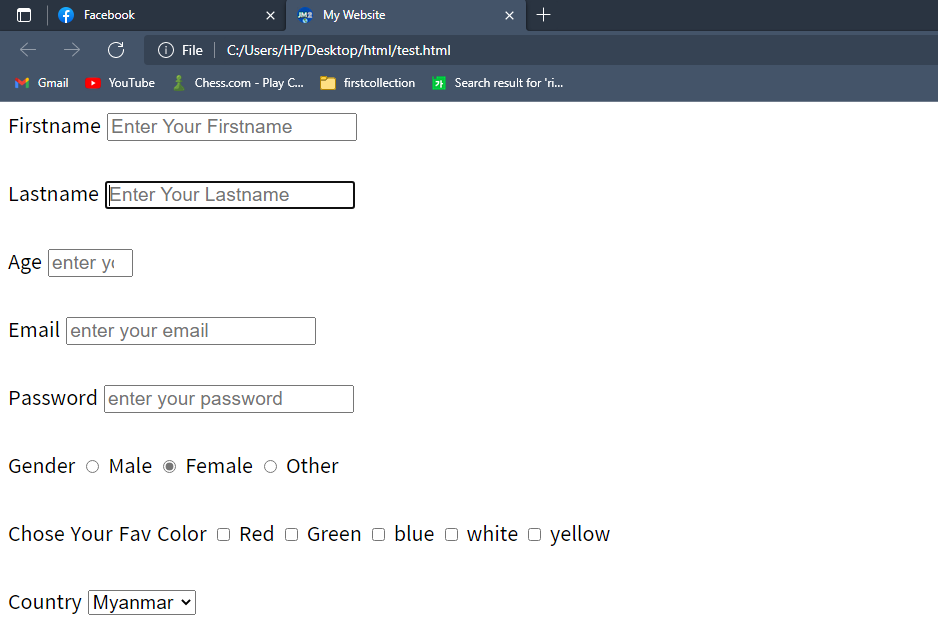 Facebook
My Website
File
C:/Users/HP/Desktop/html/test.html
Gmail
YouTube
Chess.com - Play C...
firstcollection
Search result for 'ri...
Firstname Enter Your Firstname
Lastname Enter Your Lastname
Age enter yo
Email enter your email
Password enter your password
Gender Male Female Other
Chose Your Fav Color Red Green blue white yellow
Country Myanmar